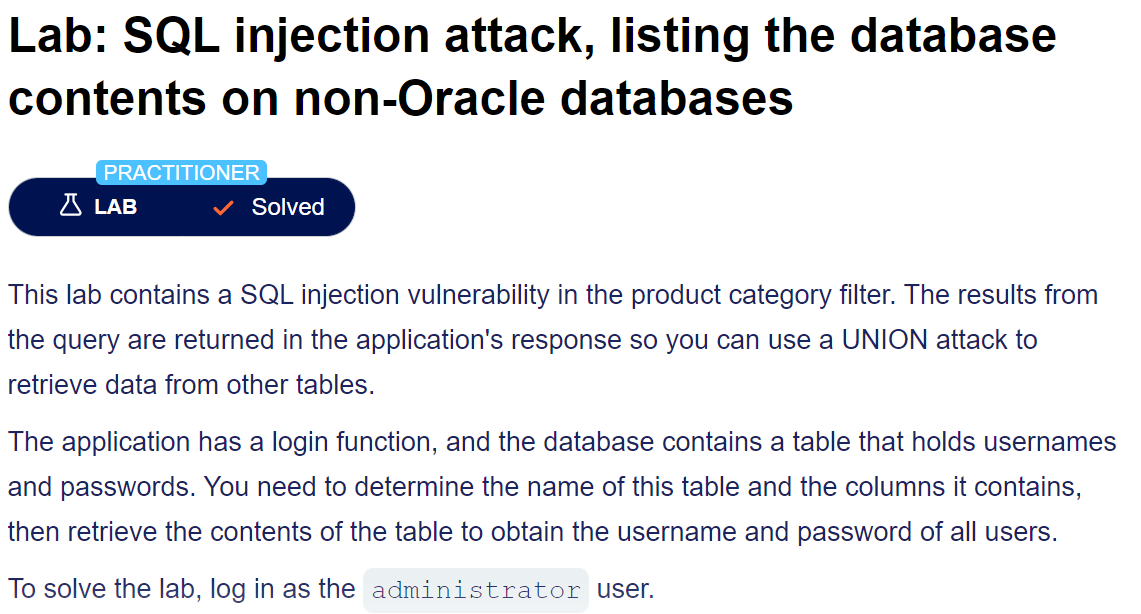 Lab: SQL injection attack, listing the database
contents on non-Oracle databases
PRACTITIONER
LAB Solved
This lab contains a SQL injection vulnerability in the product category filter. The results from
the query are returned in the application's response so you can use a UNION attack to
retrieve data from other tables.
The application has a login function, and the database contains a table that holds usernames
and passwords. You need to determine the name of this table and the columns it contains,
then retrieve the contents of the table to obtain the username and password of all users.
To solve the lab, log in as the administrator user.